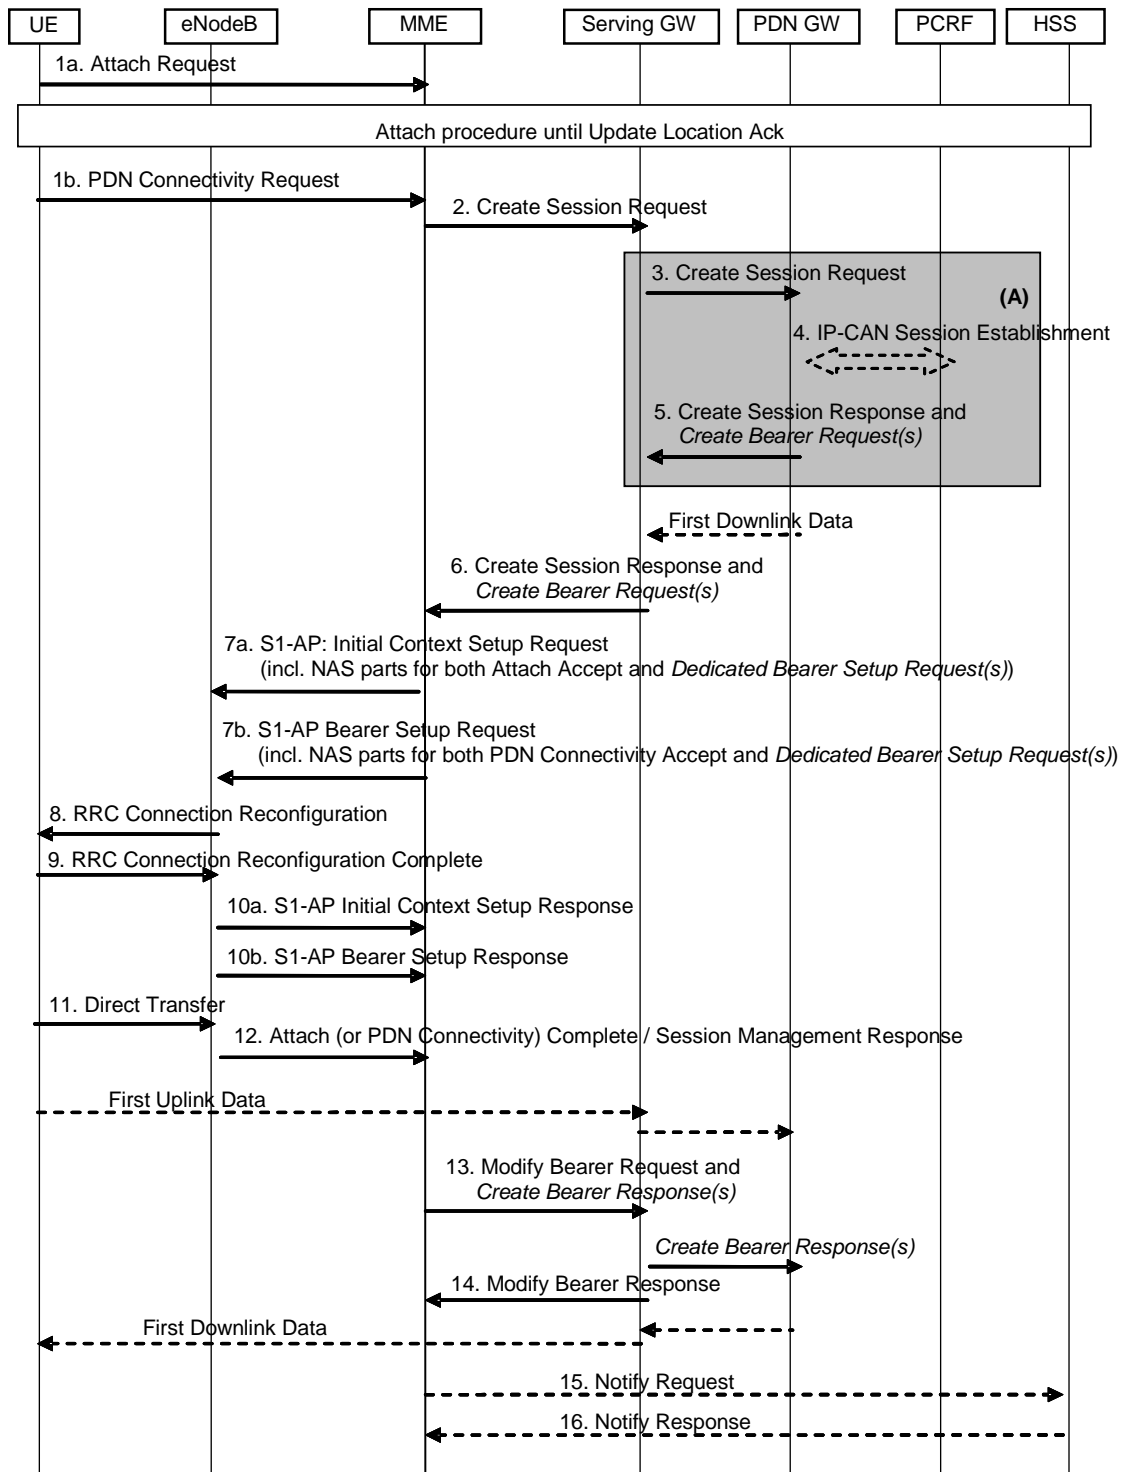 UE
eNodeB
MME
Serving GW
PDN GW
PCRF
HSS
1a. Attach Request
Attach procedure until Update Location Ack
1b. PDN Connectivity Request
2. Create Session Request
3. Create Session Request
(A)
4. IP-CAN Session Establishment
5. Create Session Response and
Create Bearer Request(s)
First Downlink Data
6. Create Session Response and
Create Bearer Request(s)
7a. S1-AP: Initial Context Setup Request
(incl. NAS parts for both Attach Accept and Dedicated Bearer Setup Request(s))
7b. S1-AP Bearer Setup Request
(incl. NAS parts for both PDN Connectivity Accept and Dedicated Bearer Setup Request(s))
8. RRC Connection Reconfiguration
9. RRC Connection Reconfiguration Complete
10a. S1-AP Initial Context Setup Response
10b. S1-AP Bearer Setup Response
11. Direct Transfer
12. Attach (or PDN Connectivity) Complete / Session Management Response
First Uplink Data
13. Modify Bearer Request and
Create Bearer Response(s)
Create Bearer Response(s)
14. Modify Bearer Response
First Downlink Data
15. Notify Request
16. Notify Response